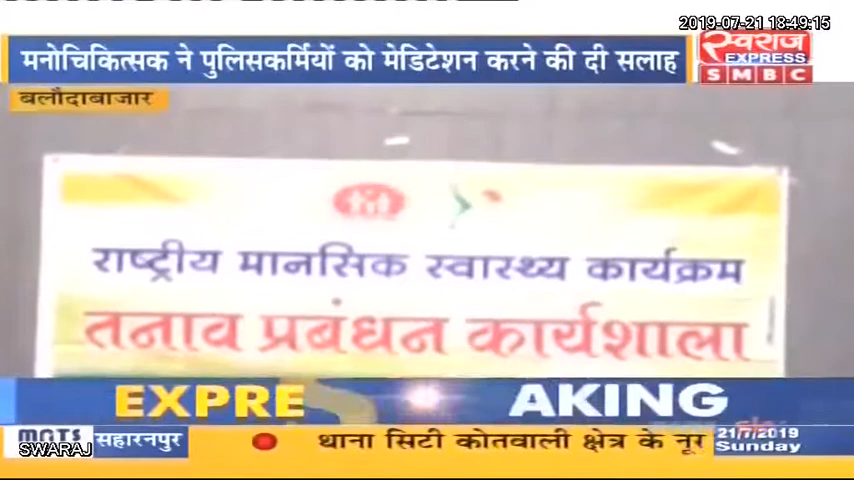 2019-07-21 18:49:15
मनोचिकित्सक ने पुलिसकर्मियों को मेडिटेशन करने की दी सलाह
स्वराज
EXPRESS
SMBC
बलौदाबाजार
राष्ट्रीय मानसिक स्वास्थ्य कार्यक्रम
तनाव प्रबंधन कार्यशाला
EXPRE S AKING
MATS
SWARAJ
सहारनपुर
थाना सिटी कोतवाली क्षेत्र के नूर
21/7/2019
Sunday